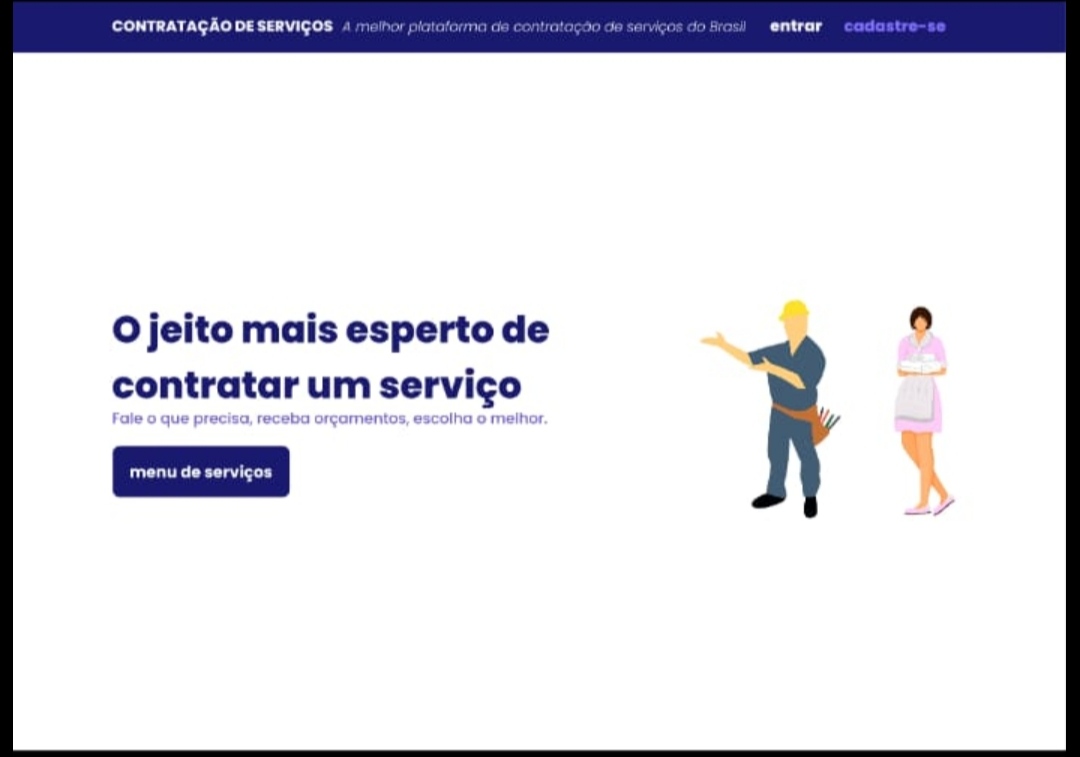 CONTRATAÇÃO DE SERVIÇOS A melhor plataforma de contratação de serviços do Brasil entrar cadastre-se
O jeito mais esperto de
contratar um serviço
Fale o que precisa, receba orçamentos, escolha o melhor.
menu de serviços